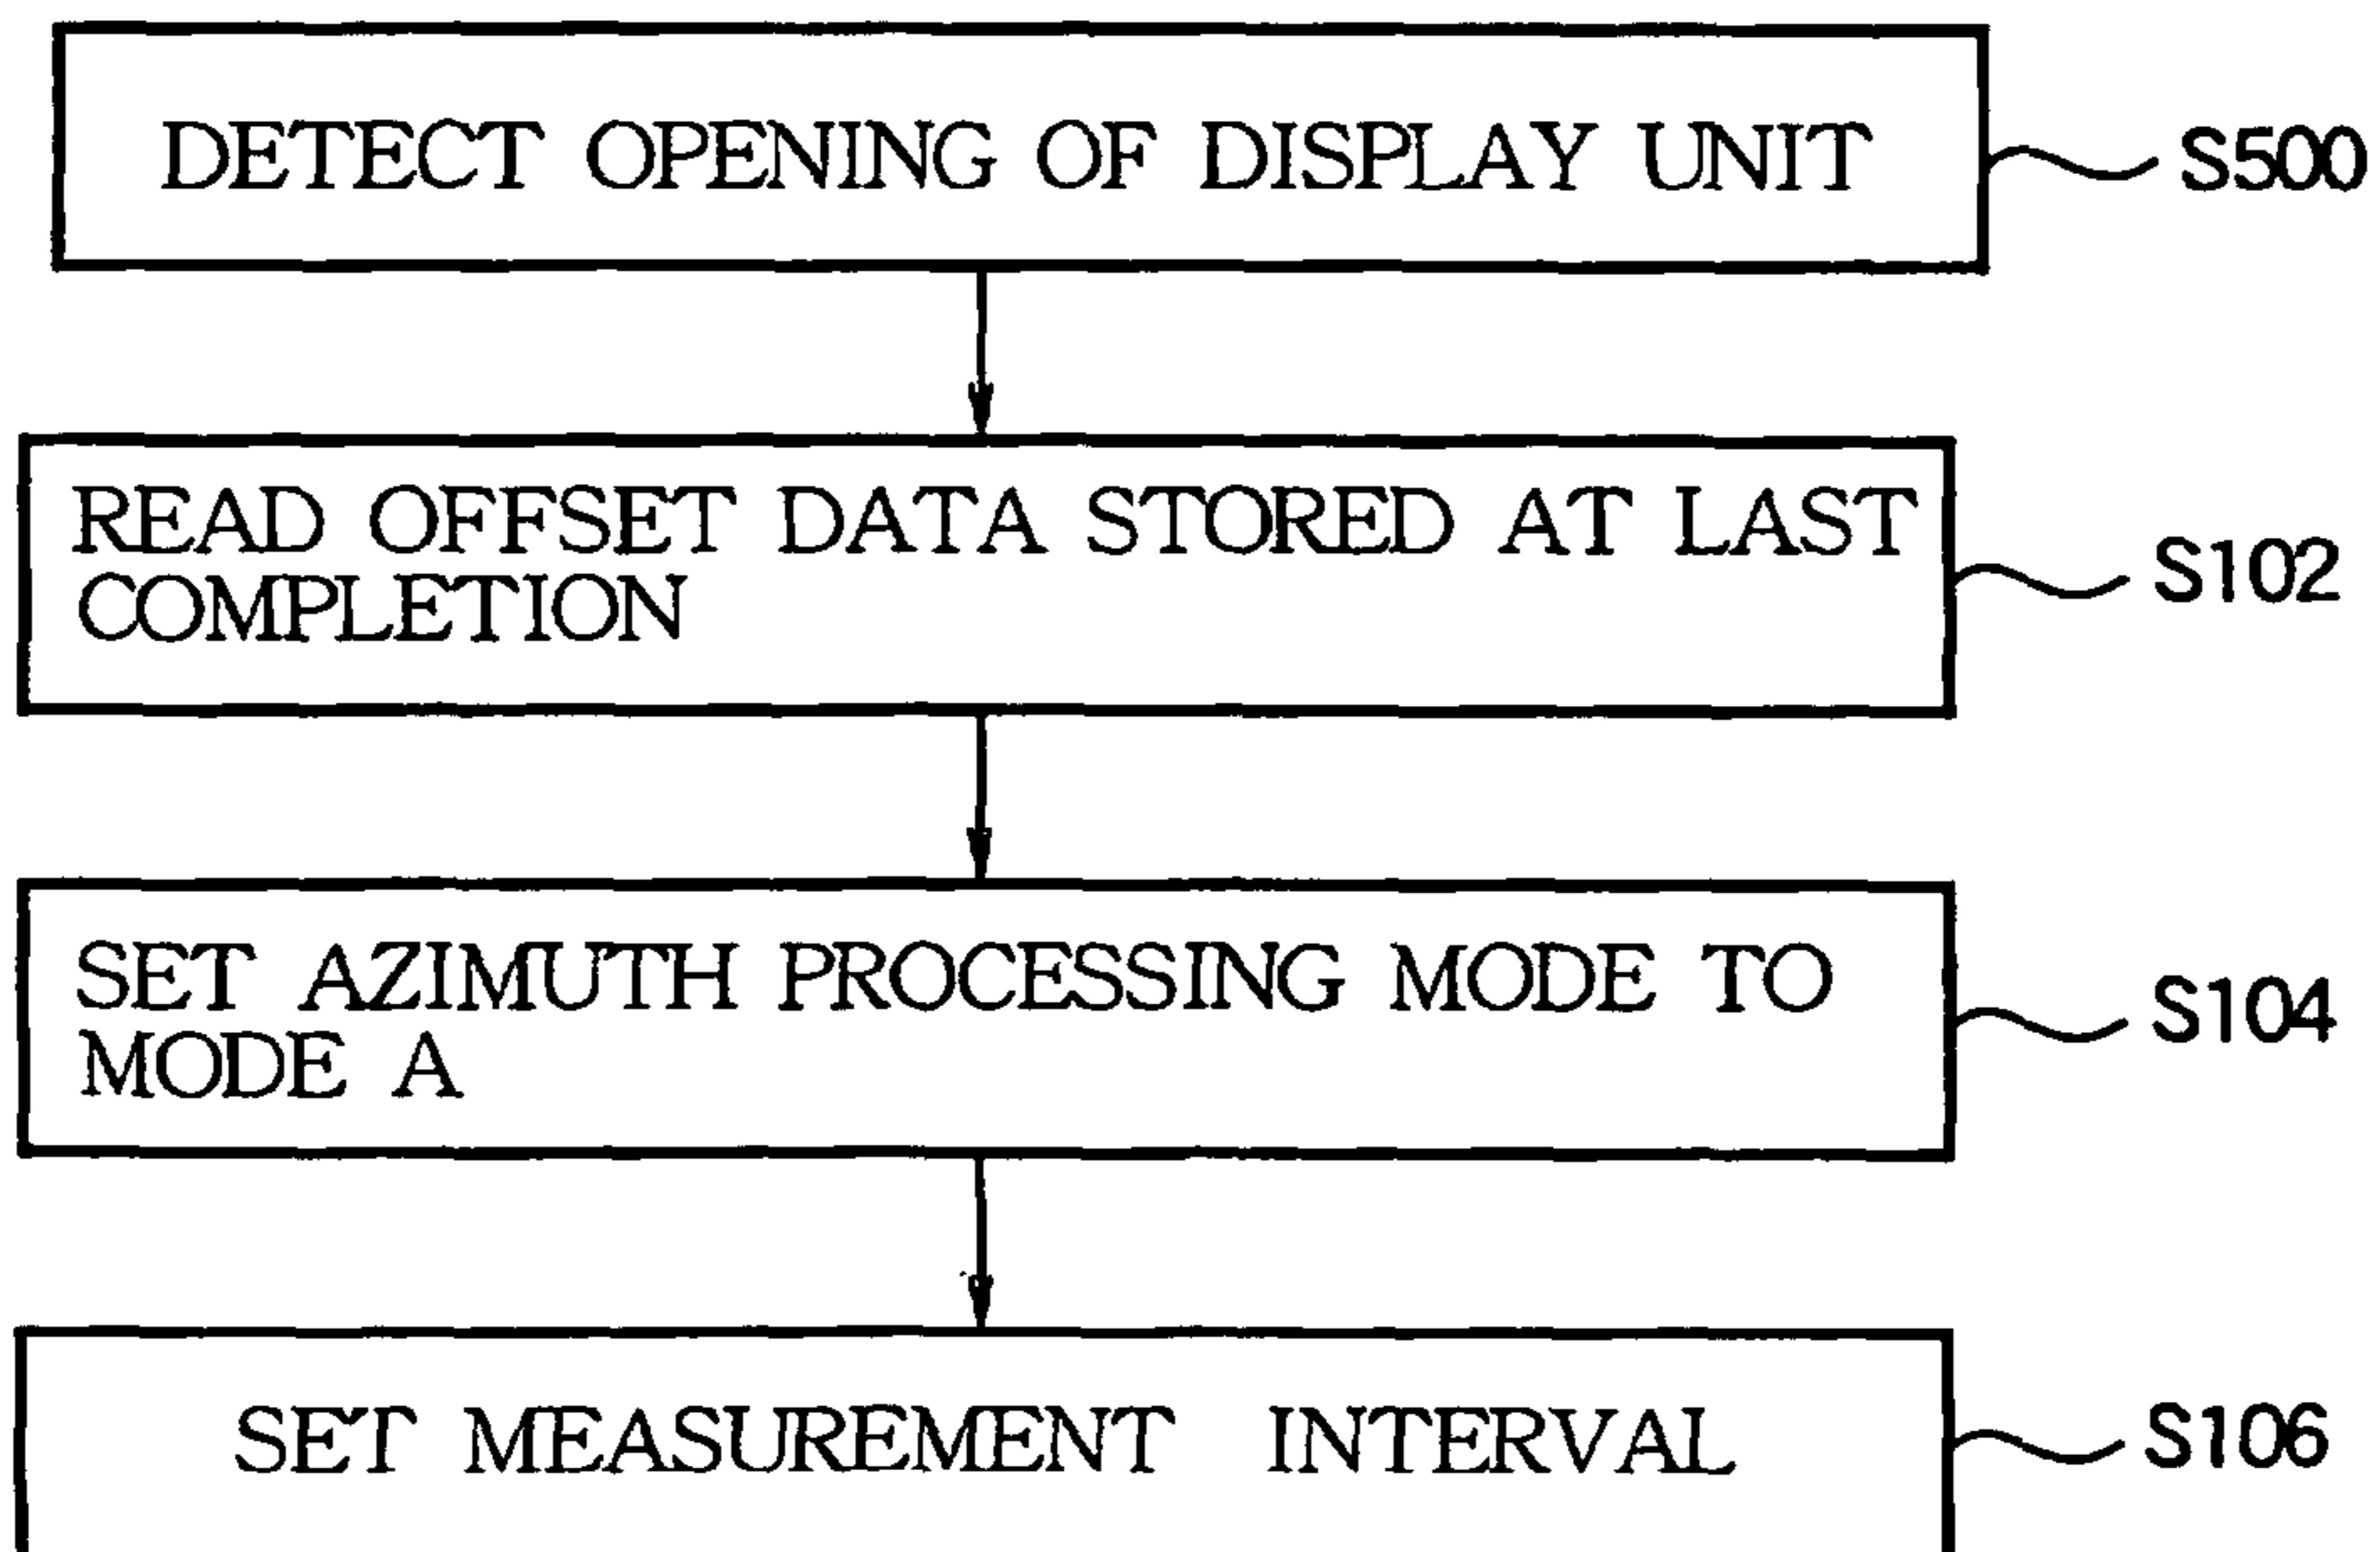 DETECT OPENING OF DISPLAY UNIT
S500
READ OFFSET DATA STORED AT LAST
COMPLETION
S102
SET AZIMUTH PROCESSING MODE TO
MODE A
S104
SET MEASUREMENT INTERVAL
S106